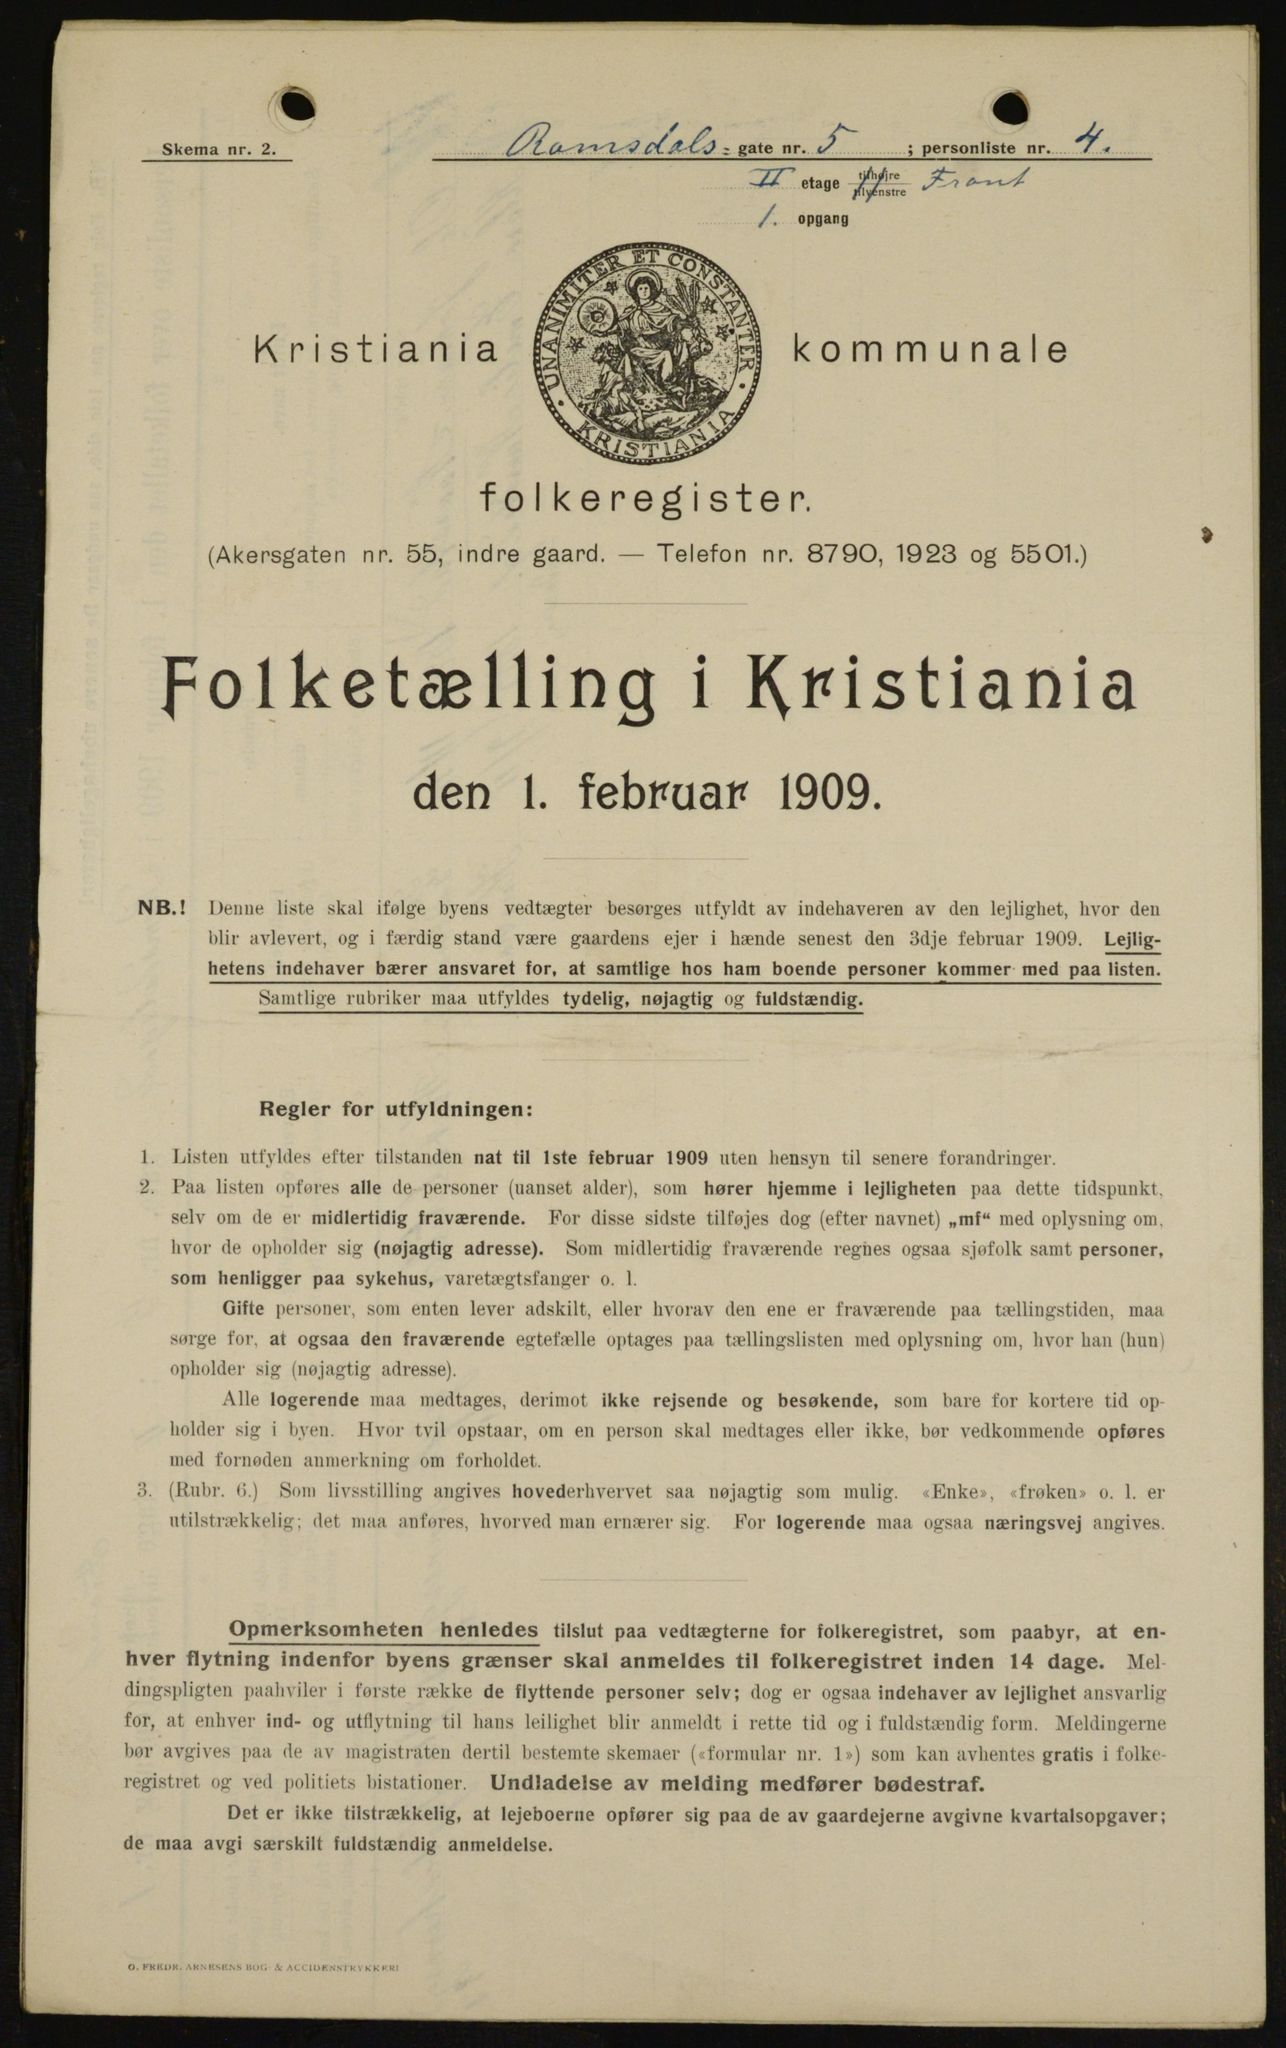 Skema nr. 2.
Romsdals=gate nr. 5 ; personliste nr. 4.
II etage tilhøjre tilvenstre Front
1. opgang
UNANIMITER ET CONSTANTER
KRISTIANIA
Kristiania kommunale
folkeregister.
(Akersgaten nr. 55, indre gaard. — Telefon nr. 8790, 1923 og 5501.)
Folketælling i Kristiania
den 1. februar 1909.
NB.! Denne liste skal ifølge byens vedtægter besørges utfyldt av indehaveren av den lejlighet, hvor den
blir avlevert, og i færdig stand være gaardens ejer i hænde senest den 3dje februar 1909. Lejlig-
hetens indehaver bærer ansvaret for, at samtlige hos ham boende personer kommer med paa listen.
Samtlige rubriker maa utfyldes tydelig, nøjagtig og fuldstændig.
Regler for utfyldningen:
1. Listen utfyldes efter tilstanden nat til 1ste februar 1909 uten hensyn til senere forandringer.
2. Paa listen opføres alle de personer (uanset alder), som hører hjemme i lejligheten paa dette tidspunkt,
selv om de er midlertidig fraværende. For disse sidste tilføjes dog (efter navnet) „mf“ med oplysning om,
hvor de opholder sig (nøjagtig adresse). Som midlertidig fraværende regnes ogsaa sjøfolk samt personer,
som henligger paa sykehus, varetægtsfanger o. l.
Gifte personer, som enten lever adskilt, eller hvorav den ene er fraværende paa tællingstiden, maa
sørge for, at ogsaa den fraværende egtefælle optages paa tællingslisten med oplysning om, hvor han (hun)
opholder sig (nøjagtig adresse).
Alle logerende maa medtages, derimot ikke rejsende og besøkende, som bare for kortere tid op-
holder sig i byen. Hvor tvil opstaar, om en person skal medtages eller ikke, bør vedkommende opføres
med fornøden anmerkning om forholdet.
3. (Rubr. 6.) Som livsstilling angives hovederhvervet saa nøjagtig som mulig. «Enke», «frøken» o. l. er
utilstrækkelig; det maa anføres, hvorved man ernærer sig. For logerende maa ogsaa næringsvej angives.
Opmerksomheten henledes tilslut paa vedtægterne for folkeregistret, som paabyr, at en-
hver flytning indenfor byens grænser skal anmeldes til folkeregistret inden 14 dage. Mel-
dingspligten paahviler i første række de flyttende personer selv; dog er ogsaa indehaver av lejlighet ansvarlig
for, at enhver ind- og utflytning til hans leilighet blir anmeldt i rette tid og i fuldstændig form. Meldingerne
bør avgives paa de av magistraten dertil bestemte skemaer («formular nr. 1») som kan avhentes gratis i folke-
registret og ved politiets bistationer. Undladelse av melding medfører bødestraf.
Det er ikke tilstrækkelig, at lejeboerne opfører sig paa de av gaardejerne avgivne kvartalsopgaver;
de maa avgi særskilt fuldstændig anmeldelse.
O. FREDR. ARNESENS BOG- & ACCIDENSTRYKKERI